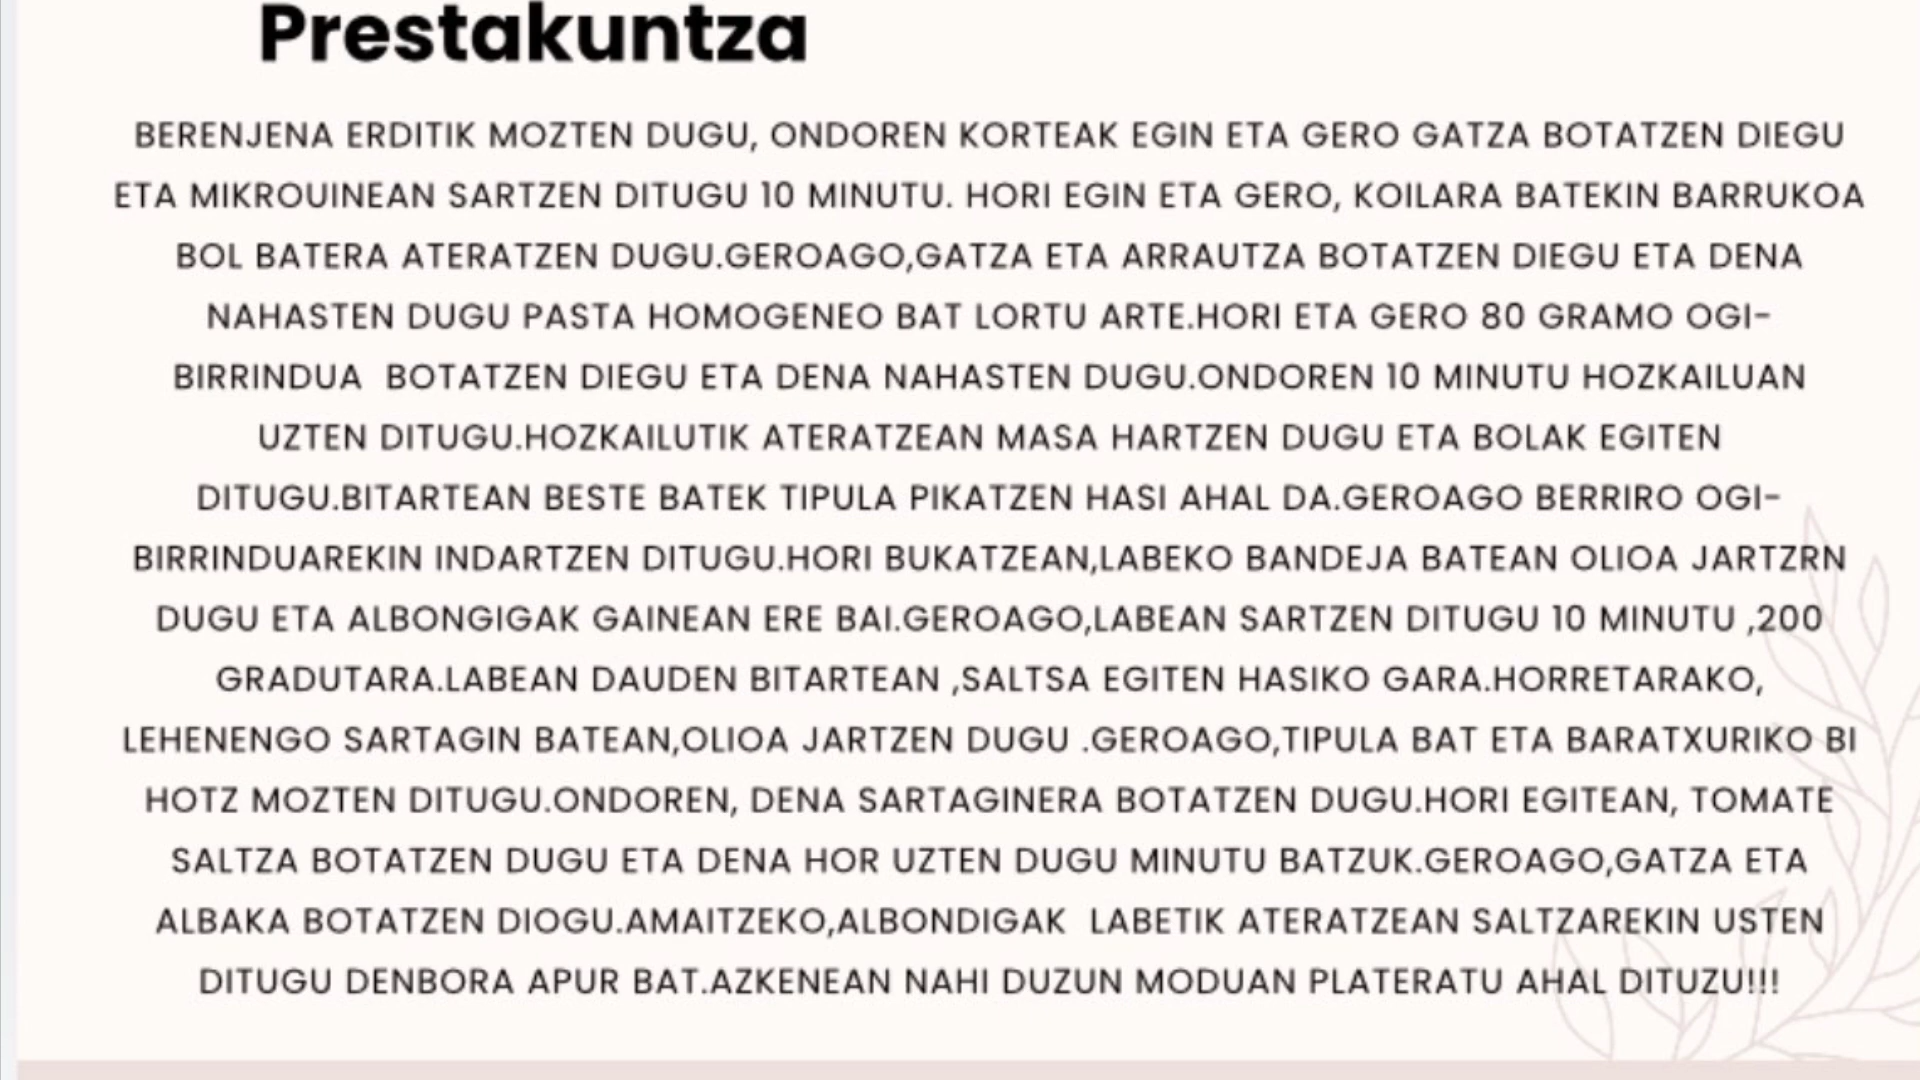 Prestakuntza
BERENJENA ERDITIK MOZTEN DUGU, ONDOREN KORTEAK EGIN ETA GERO GATZA BOTATZEN DIEGU
ETA MIKROUINEAN SARTZEN DITUGU 10 MINUTU. HORI EGIN ETA GERO, KOILARA BATEKIN BARRUKOA
BOL BATERA ATERATZEN DUGU.GEROAGO,GATZA ETA ARRAUTZA BOTATZEN DIEGU ETA DENA
NAHASTEN DUGU PASTA HOMOGENEO BAT LORTU ARTE.HORI ETA GERO 80 GRAMO OGI-
BIRRINDUA  BOTATZEN DIEGU ETA DENA NAHASTEN DUGU.ONDOREN 10 MINUTU HOZKAILUAN
UZTEN DITUGU.HOZKAILUTIK ATERATZEAN MASA HARTZEN DUGU ETA BOLAK EGITEN
DITUGU.BITARTEAN BESTE BATEK TIPULA PIKATZEN HASI AHAL DA.GEROAGO BERRIRO OGI-
BIRRINDUAREKIN INDARTZEN DITUGU.HORI BUKATZEAN,LABEKO BANDEJA BATEAN OLIOA JARTZRN
DUGU ETA ALBONGIGAK GAINEAN ERE BAI.GEROAGO,LABEAN SARTZEN DITUGU 10 MINUTU ,200
GRADUTARA.LABEAN DAUDEN BITARTEAN ,SALTSA EGITEN HASIKO GARA.HORRETARAKO,
LEHENENGO SARTAGIN BATEAN,OLIOA JARTZEN DUGU .GEROAGO,TIPULA BAT ETA BARATXURIKO BI
HOTZ MOZTEN DITUGU.ONDOREN, DENA SARTAGINERA BOTATZEN DUGU.HORI EGITEAN, TOMATE
SALTZA BOTATZEN DUGU ETA DENA HOR UZTEN DUGU MINUTU BATZUK.GEROAGO,GATZA ETA
ALBAKA BOTATZEN DIOGU.AMAITZEKO,ALBONDIGAK  LABETIK ATERATZEAN SALTZAREKIN USTEN
DITUGU DENBORA APUR BAT.AZKENEAN NAHI DUZUN MODUAN PLATERATU AHAL DITUZU!!!